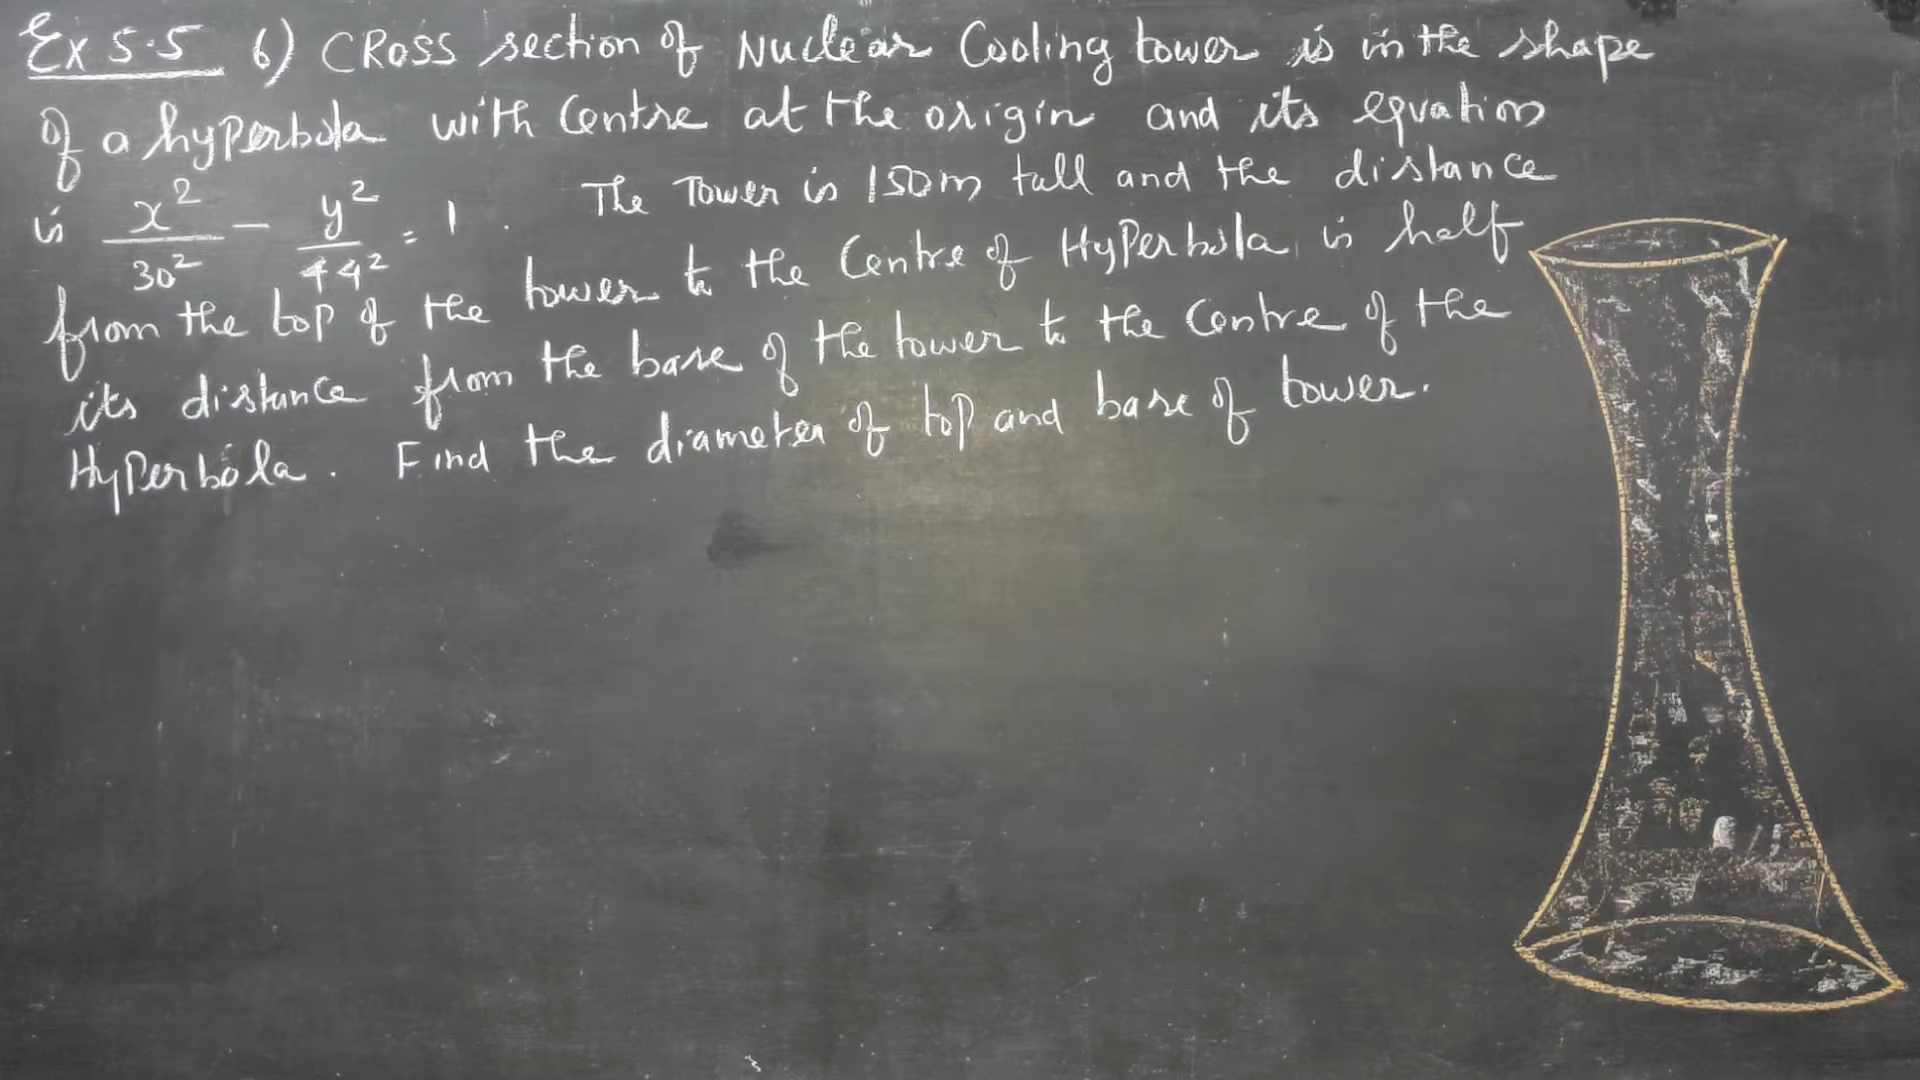 Ex 5.5 6) CROSS section of Nuclear Cooling tower is in the shape
of a hyperbola with Centre at the origin and its equation
is x²/30² - y²/44² = 1 . The Tower is 150m tall and the distance
from the top of the tower to the Centre of HyPerbola is half
its distance from the base of the tower to the Centre of the
HyPerbola . Find the diameter of top and base of tower.